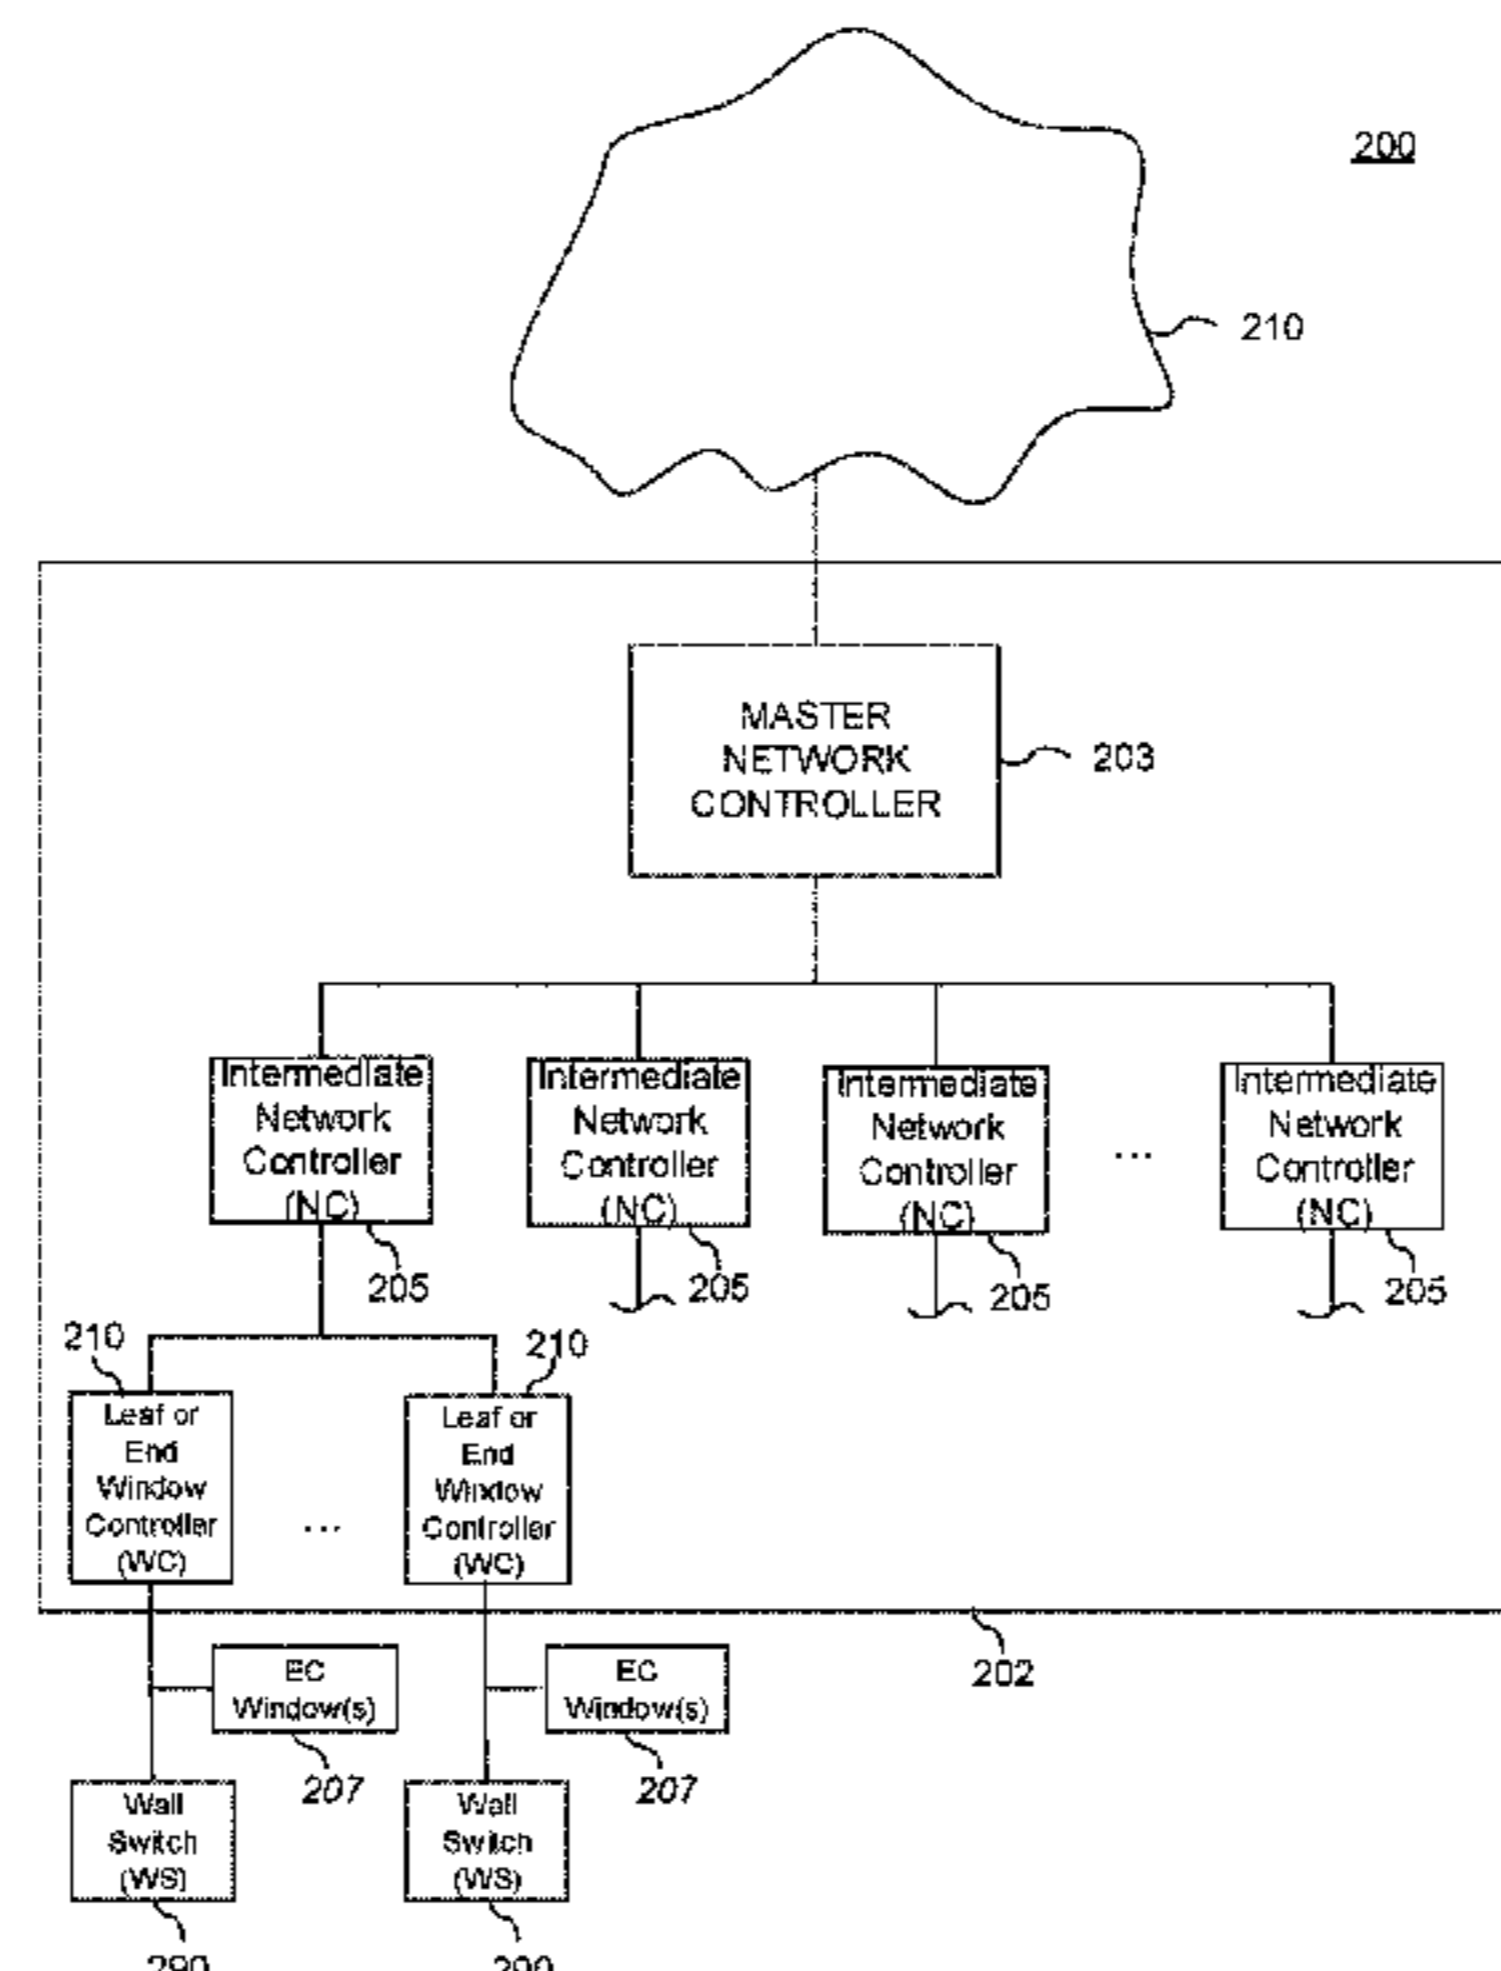 200
210
MASTER
NETWORK
CONTROLLER
203
Intermediate
Network
Controller
(NC)
205
Intermediate
Network
Controller
(NC)
205
Intermediate
Network
Controller
(NC)
205
...
Intermediate
Network
Controller
(NC)
205
210
Leaf or
End
Window
Controller
(WC)
...
210
Leaf or
End
Window
Controller
(WC)
202
EC
Window(s)
207
EC
Window(s)
207
Wall
Switch
(WS)
290
Wall
Switch
(WS)
290